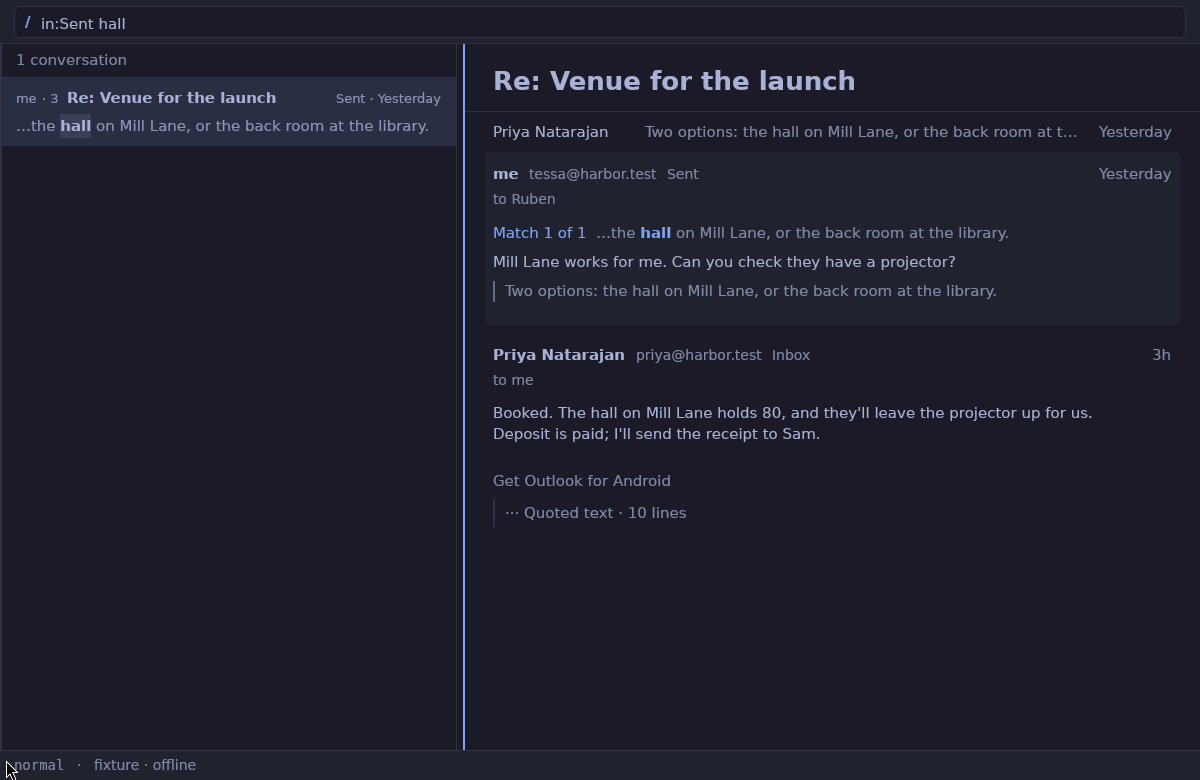 / in:Sent hall
1 conversation
me · 3 Re: Venue for the launch Sent · Yesterday
…the hall on Mill Lane, or the back room at the library.
Re: Venue for the launch
Priya Natarajan Two options: the hall on Mill Lane, or the back room at t… Yesterday
me tessa@harbor.test Sent Yesterday
to Ruben
Match 1 of 1 …the hall on Mill Lane, or the back room at the library.
Mill Lane works for me. Can you check they have a projector?
Two options: the hall on Mill Lane, or the back room at the library.
Priya Natarajan priya@harbor.test Inbox 3h
to me
Booked. The hall on Mill Lane holds 80, and they'll leave the projector up for us.
Deposit is paid; I'll send the receipt to Sam.
Get Outlook for Android
··· Quoted text · 10 lines
normal · fixture · offline